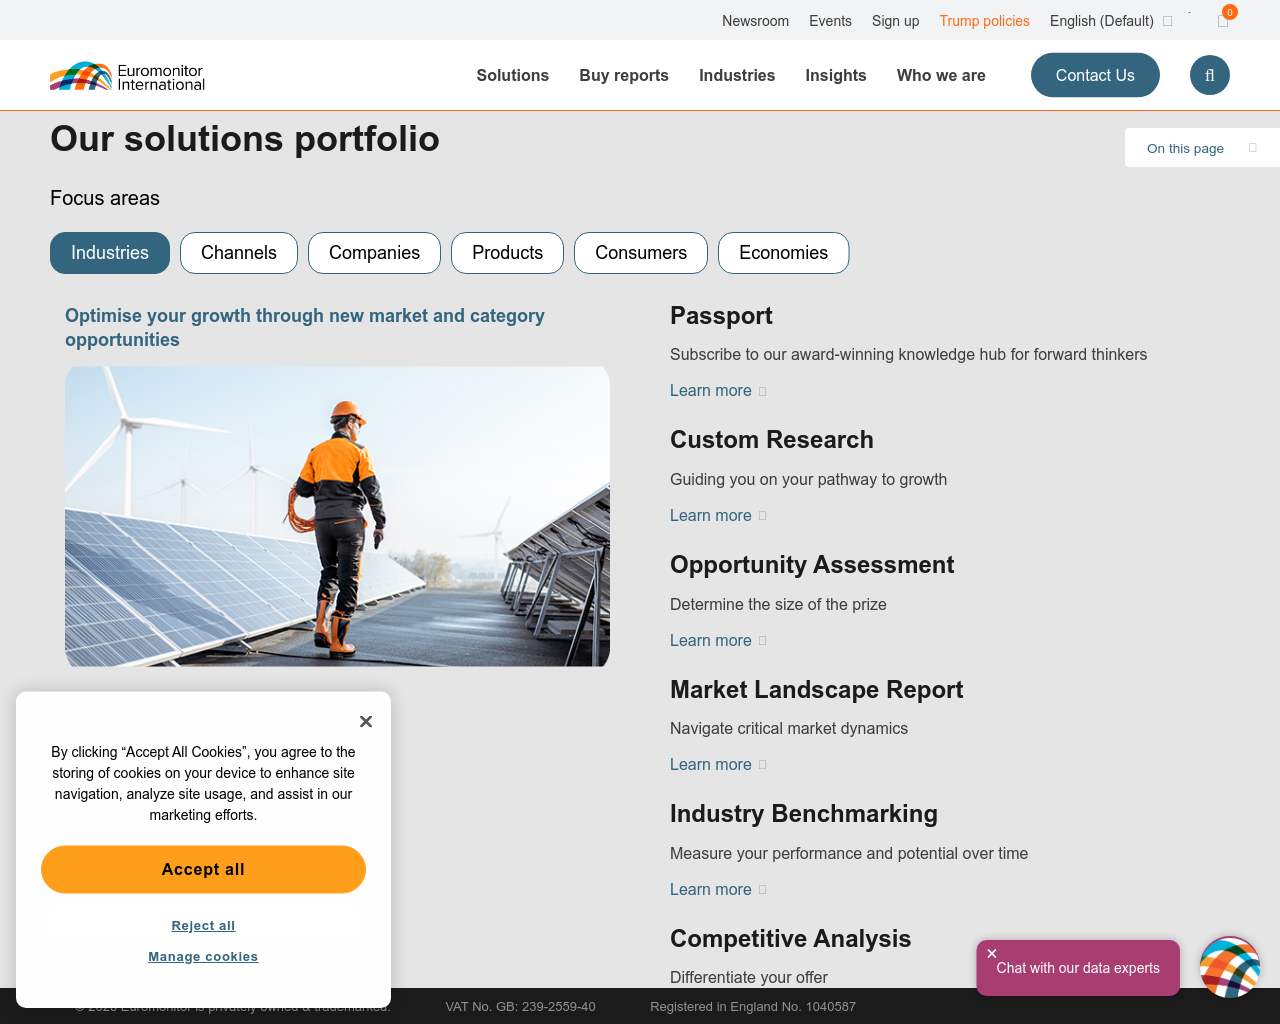 Newsroom Events Sign up Trump policies English (Default) 0
Euromonitor
International
Solutions Buy reports Industries Insights Who we are Contact Us
Our solutions portfolio
On this page
Focus areas
Industries Channels Companies Products Consumers Economies
Optimise your growth through new market and category
opportunities
Passport
Subscribe to our award-winning knowledge hub for forward thinkers
Learn more
Custom Research
Guiding you on your pathway to growth
Learn more
Opportunity Assessment
Determine the size of the prize
Learn more
Market Landscape Report
Navigate critical market dynamics
Learn more
Industry Benchmarking
Measure your performance and potential over time
Learn more
Competitive Analysis
Differentiate your offer
By clicking “Accept All Cookies”, you agree to the
storing of cookies on your device to enhance site
navigation, analyze site usage, and assist in our
marketing efforts.
Accept all
Reject all
Manage cookies
Chat with our data experts
Euromonitor is privately owned & trademarked. VAT No. GB: 239-2559-40 Registered in England No. 1040587